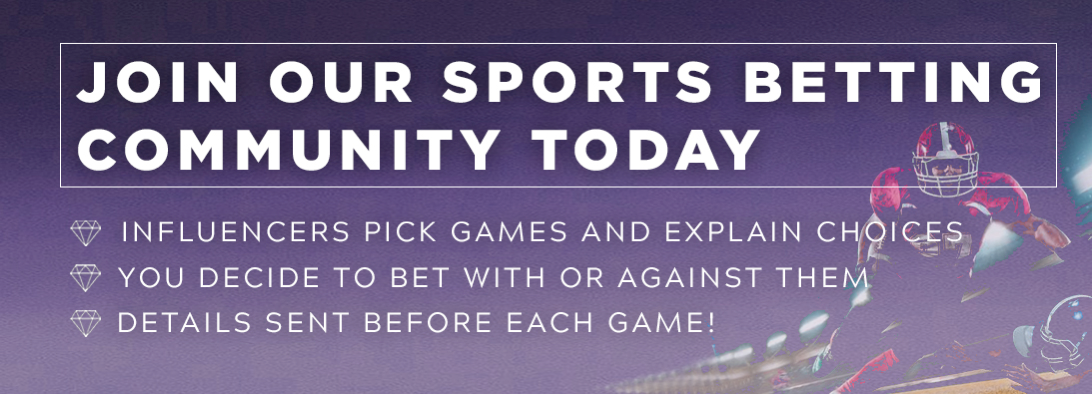 JOIN OUR SPORTS BETTING
COMMUNITY TODAY
INFLUENCERS PICK GAMES AND EXPLAIN CHOICES
YOU DECIDE TO BET WITH OR AGAINST THEM
DETAILS SENT BEFORE EACH GAME!